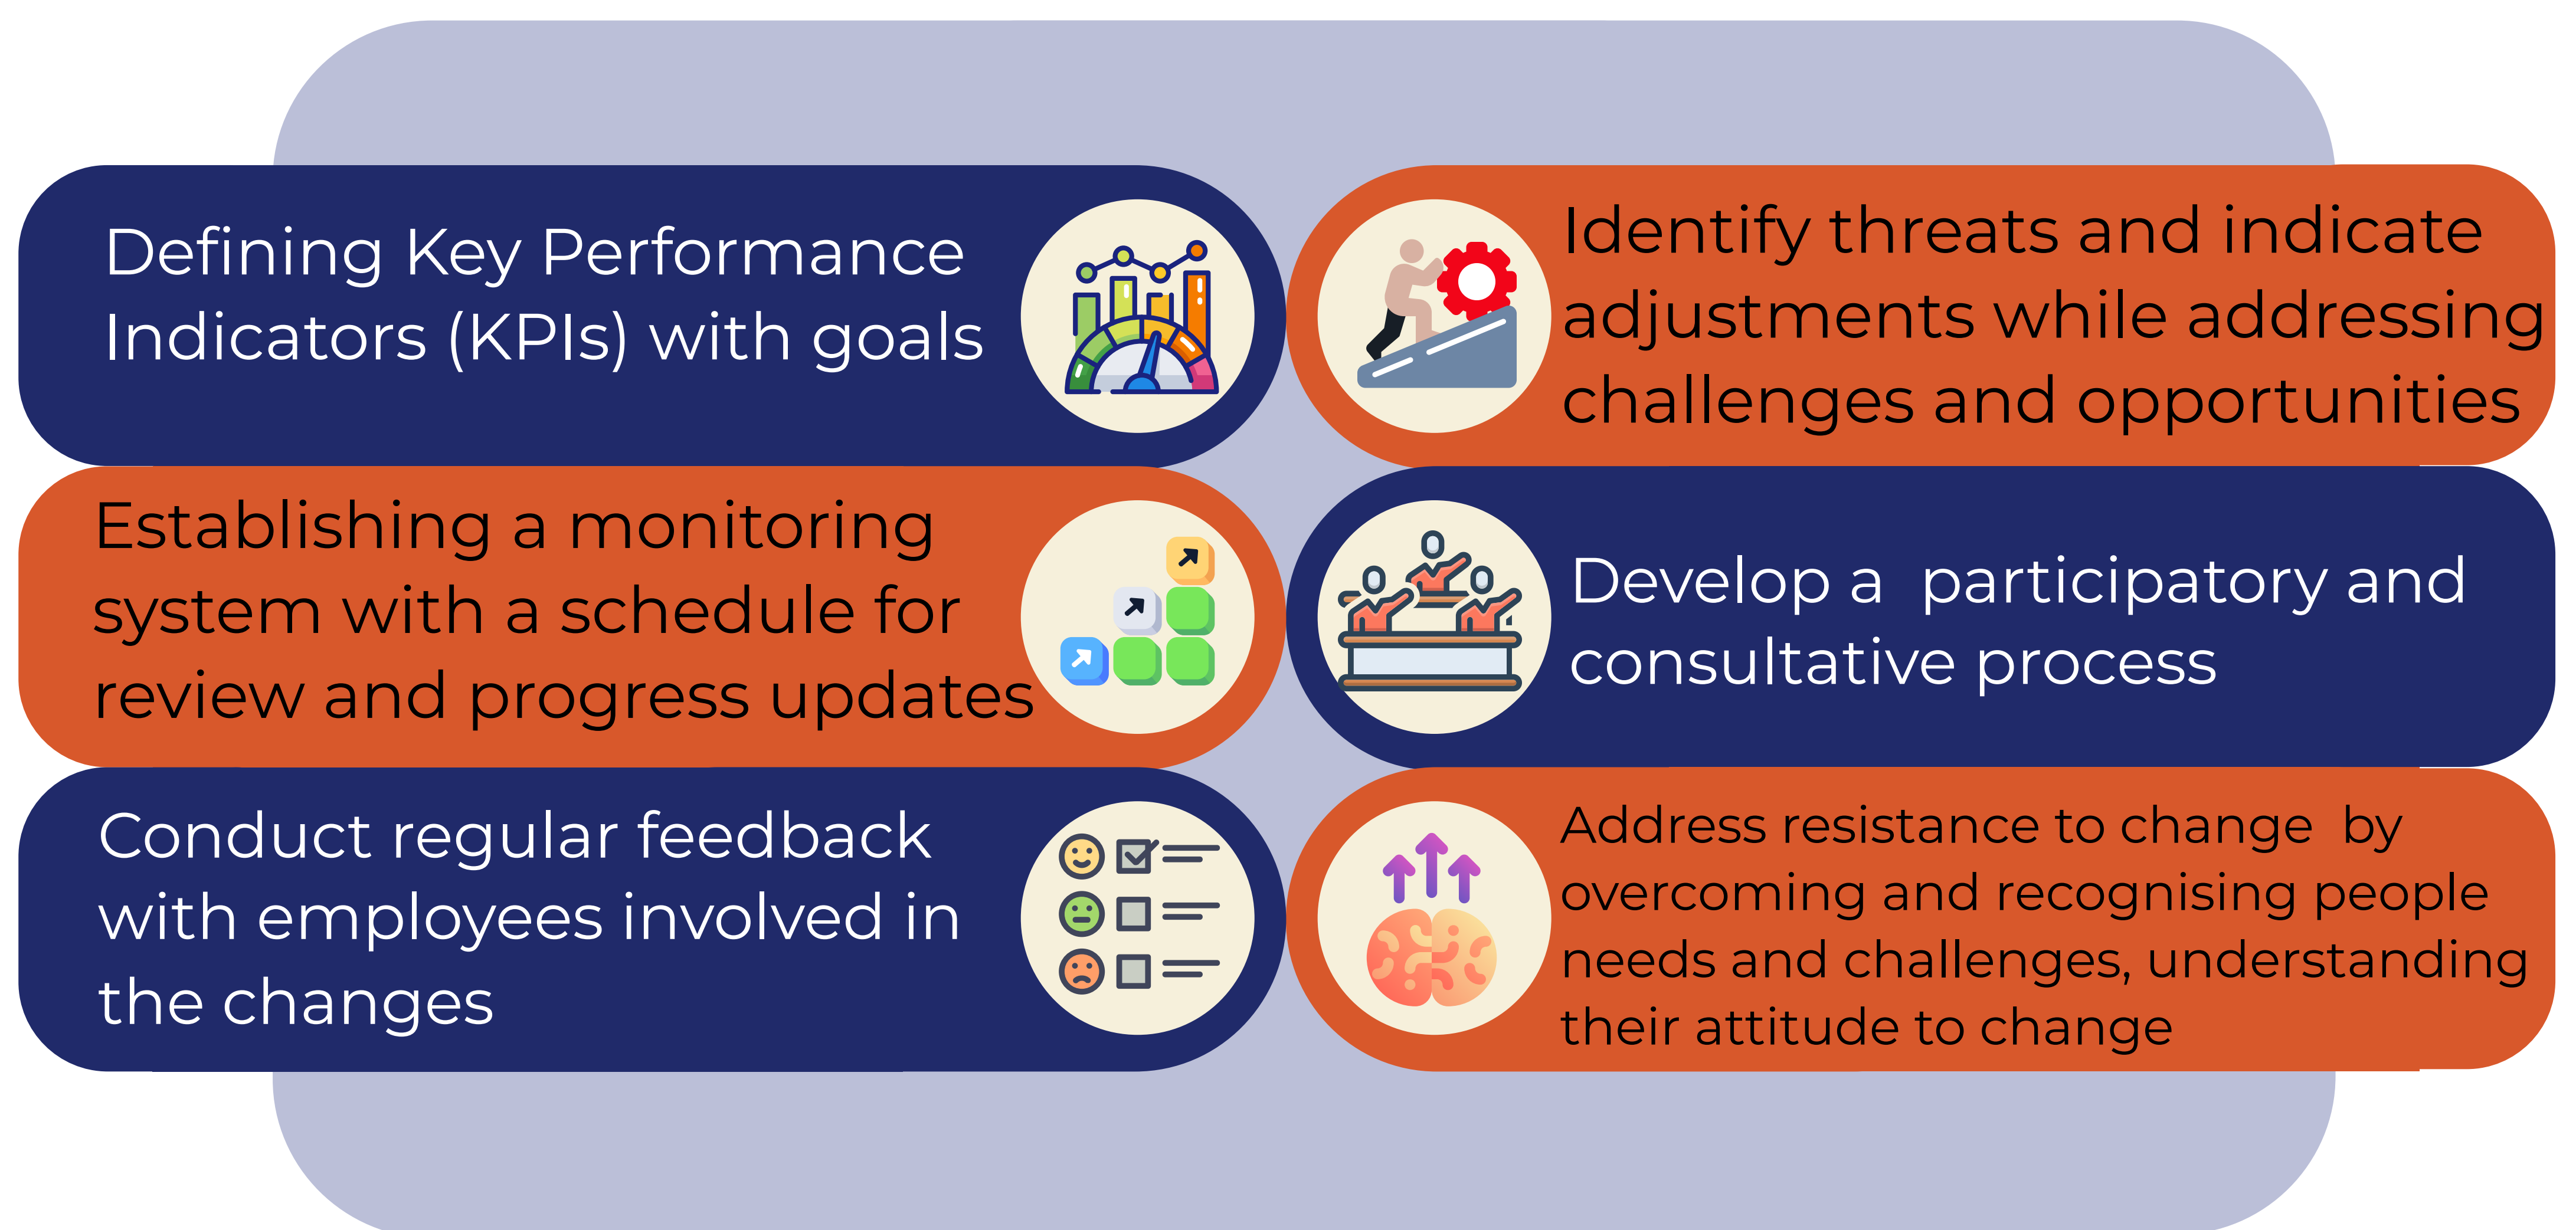 Defining Key Performance
Indicators (KPIs) with goals
Identify threats and indicate
adjustments while addressing
challenges and opportunities
Establishing a monitoring
system with a schedule for
review and progress updates
Develop a  participatory and
consultative process
Conduct regular feedback
with employees involved in
the changes
Address resistance to change  by
overcoming and recognising people
needs and challenges, understanding
their attitude to change